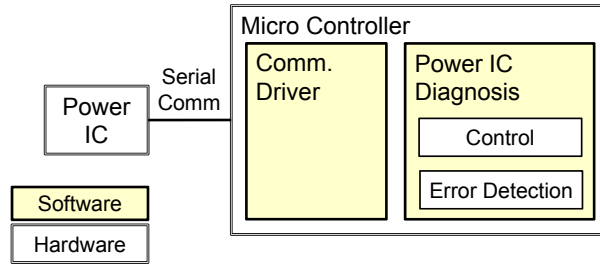 Micro Controller
Serial
Comm
Power
IC
Comm.
Driver
Power IC
Diagnosis
Control
Error Detection
Software
Hardware